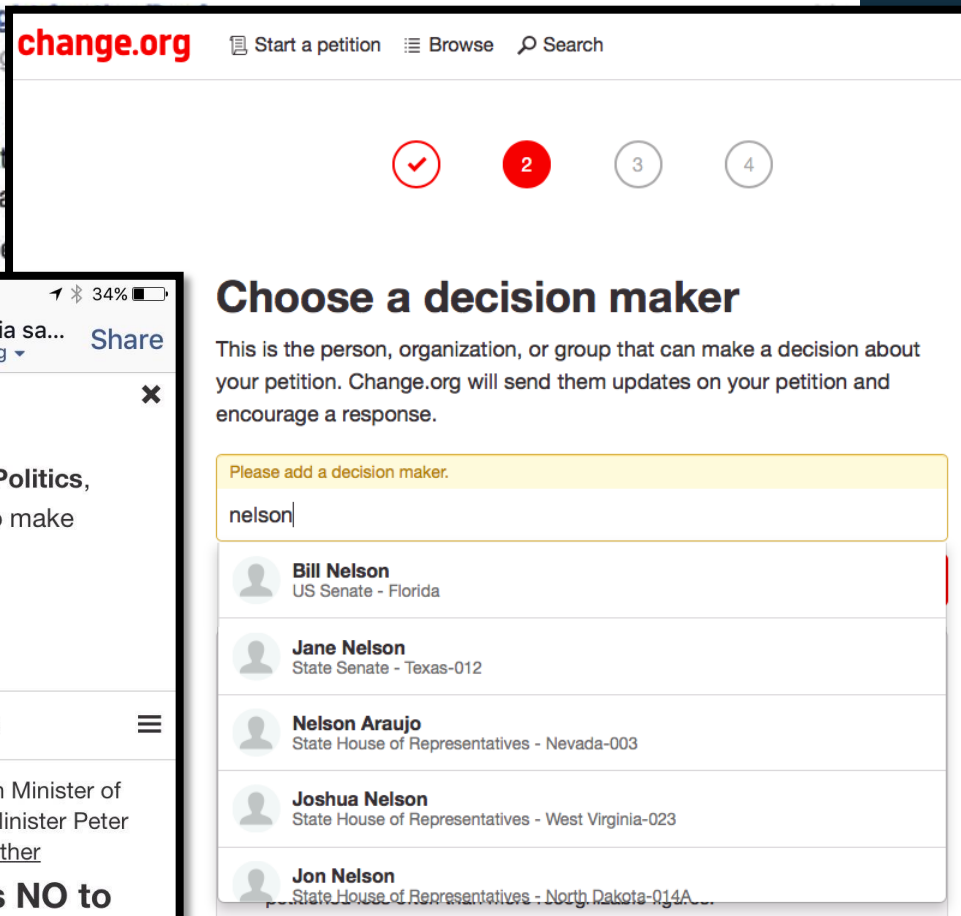 change.org
Start a petition
Browse
Search
2
3
4
34%
ia sa...
Share
Politics,
make
Minister of
Minister Peter
NO to
Choose a decision maker
This is the person, organization, or group that can make a decision about
your petition. Change.org will send them updates on your petition and
encourage a response.
Please add a decision maker.
nelson
Bill Nelson
US Senate - Florida
Jane Nelson
State Senate - Texas-012
Nelson Araujo
State House of Representatives - Nevada-003
Joshua Nelson
State House of Representatives - West Virginia-023
Jon Nelson
State House of Representatives - North Dakota-014A